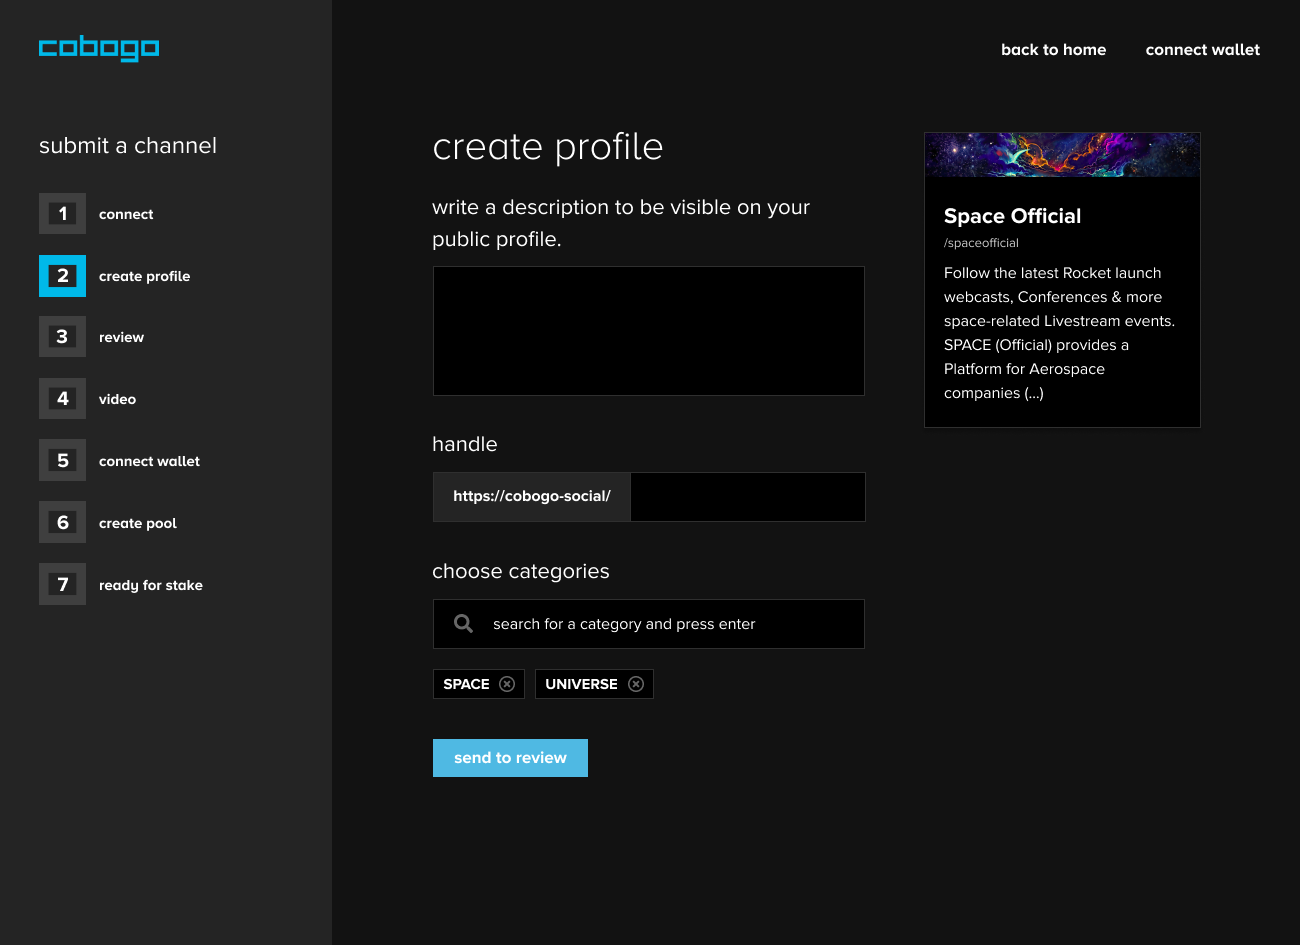 cobogo
back to home
connect wallet
submit a channel
1 connect
2 create profile
3 review
4 video
5 connect wallet
6 create pool
7 ready for stake
create profile
write a description to be visible on your
public profile.
handle
https://cobogo-social/
choose categories
search for a category and press enter
SPACE
UNIVERSE
send to review
Space Official
/spaceofficial
Follow the latest Rocket launch
webcasts, Conferences & more
space-related Livestream events.
SPACE (Official) provides a
Platform for Aerospace
companies (...)